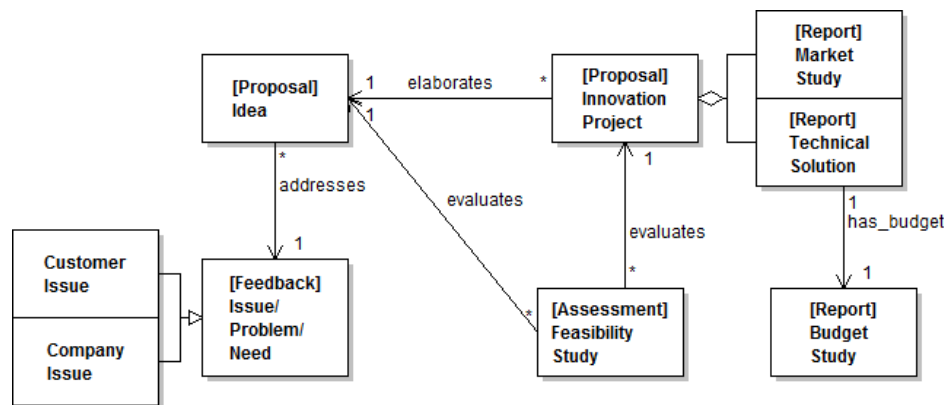 [Report]
Market
Study
[Proposal]
Idea
1
elaborates
*
[Proposal]
Innovation
Project
1
[Report]
Technical
Solution
*
addresses
1
evaluates
1
has_budget
evaluates
1
*
1
Customer
Issue
[Feedback]
Issue/
Problem/
Need
*
[Assessment]
Feasibility
Study
[Report]
Budget
Study
Company
Issue